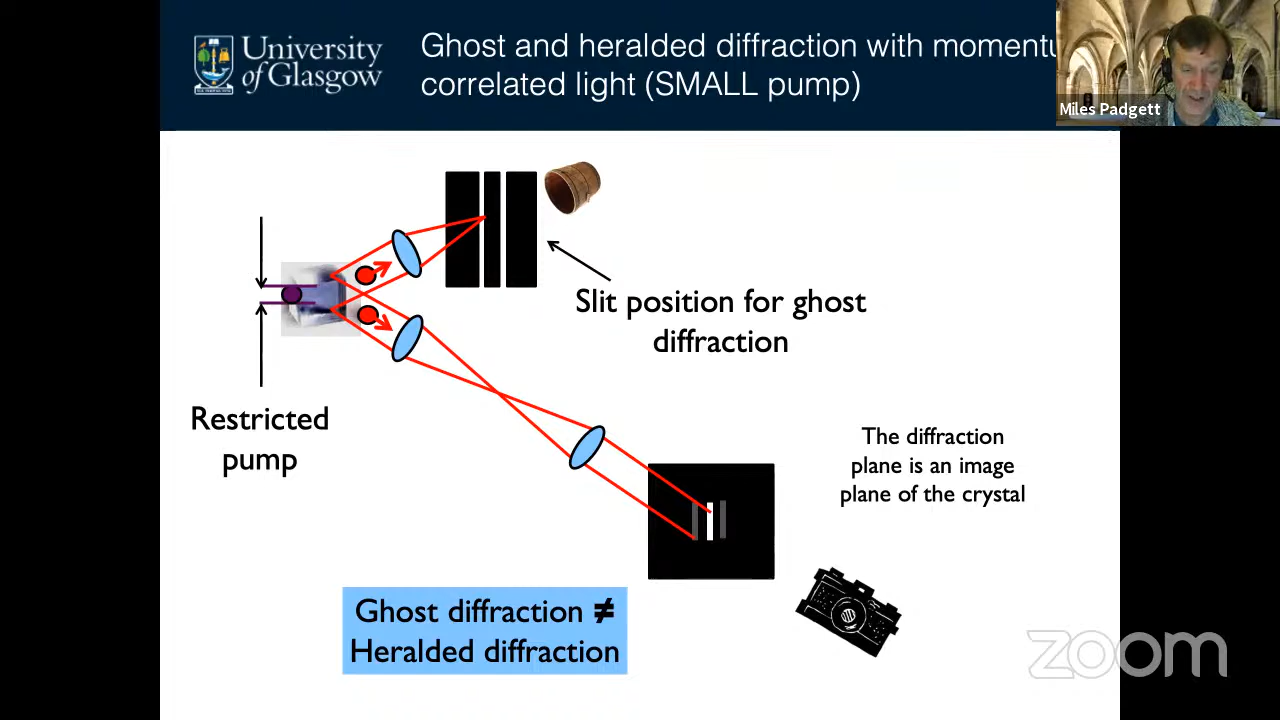 University
of Glasgow
Ghost and heralded diffraction with momentu
correlated light (SMALL pump)
Miles Padgett
Slit position for ghost
diffraction
Restricted
pump
The diffraction
plane is an image
plane of the crystal
Ghost diffraction ≠
Heralded diffraction
zoom